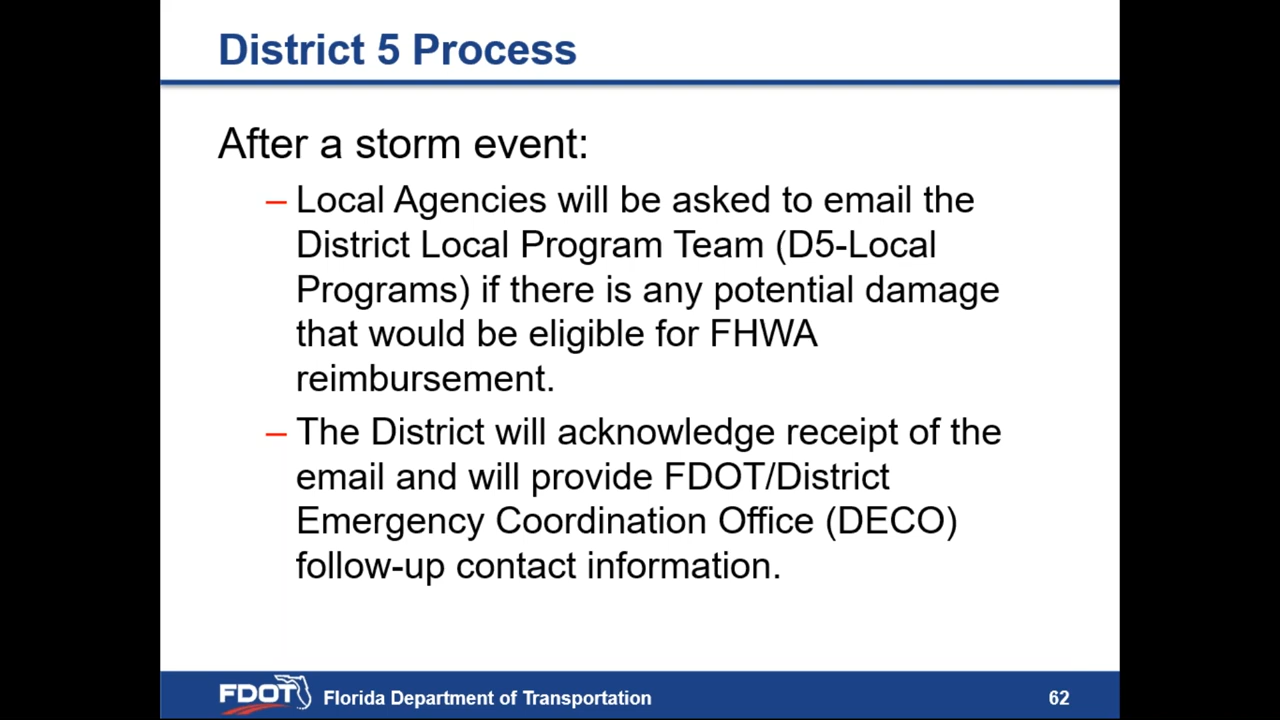 District 5 Process
After a storm event:
– Local Agencies will be asked to email the
District Local Program Team (D5-Local
Programs) if there is any potential damage
that would be eligible for FHWA
reimbursement.
– The District will acknowledge receipt of the
email and will provide FDOT/District
Emergency Coordination Office (DECO)
follow-up contact information.
FDOT Florida Department of Transportation 62